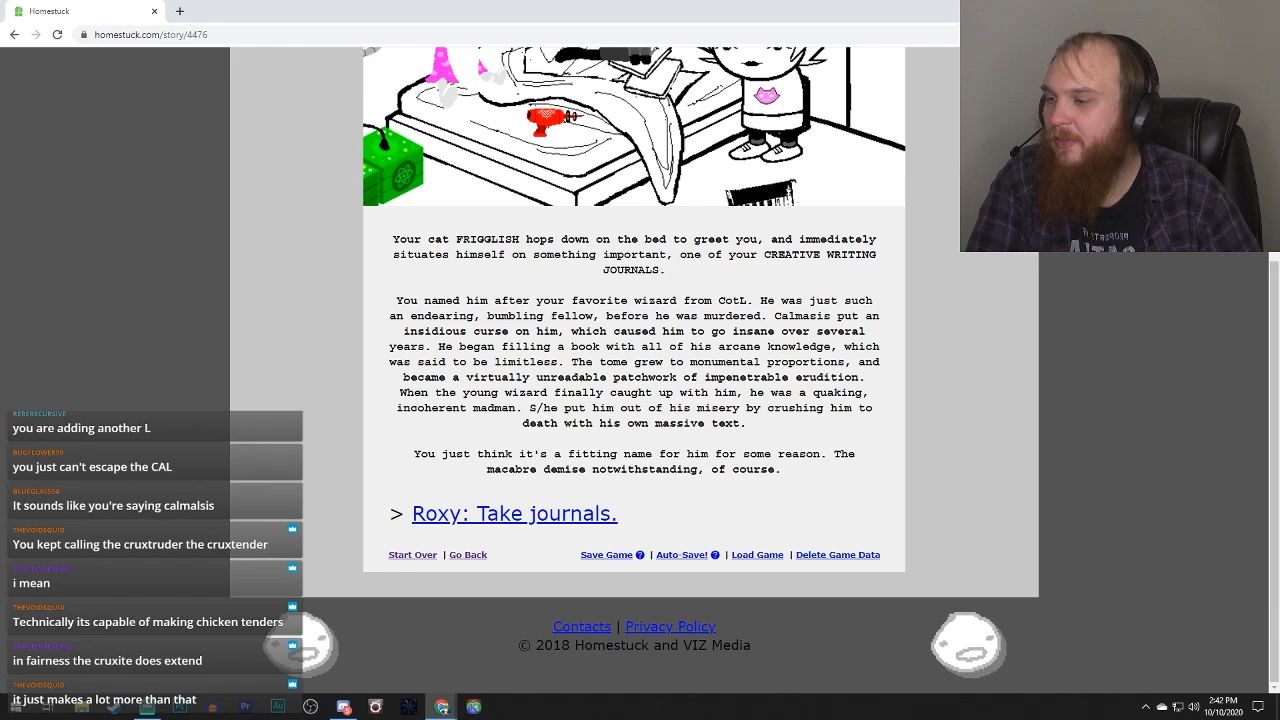 Homestuck
homestuck.com/story/4476
Your cat FRIGGLISH hops down on the bed to greet you, and immediately
situates himself on something important, one of your CREATIVE WRITING
JOURNALS.
You named him after your favorite wizard from CotL. He was just such
an endearing, bumbling fellow, before he was murdered. Calmasis put an
insidious curse on him, which caused him to go insane over several
years. He began filling a book with all of his arcane knowledge, which
was said to be limitless. The tome grew to monumental proportions, and
became a virtually unreadable patchwork of impenetrable erudition.
When the young wizard finally caught up with him, he was a quaking,
incoherent madman. S/he put him out of his misery by crushing him to
death with his own massive text.
You just think it's a fitting name for him for some reason. The
macabre demise notwithstanding, of course.
> Roxy: Take journals.
Start Over | Go Back Save Game ? | Auto-Save! ? | Load Game | Delete Game Data
Contacts | Privacy Policy
© 2018 Homestuck and VIZ Media
RERERECURSIVE
you are adding another L
BUGFLOWER99
you just can't escape the CAL
BLUEGLASS54
It sounds like you're saying calmalsis
THEVOIDSQUID
You kept calling the cruxtruder the cruxtender
i mean
THEVOIDSQUID
Technically its capable of making chicken tenders
in fairness the cruxite does extend
THEVOIDSQUID
it just makes a lot more than that
2:42 PM
10/10/2020